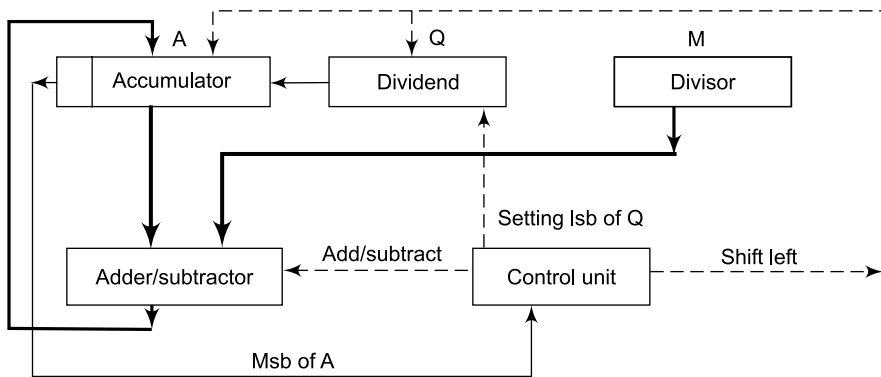 A
Q
M
Accumulator
Dividend
Divisor
Setting lsb of Q
Add/subtract
Shift left
Adder/subtractor
Control unit
Msb of A